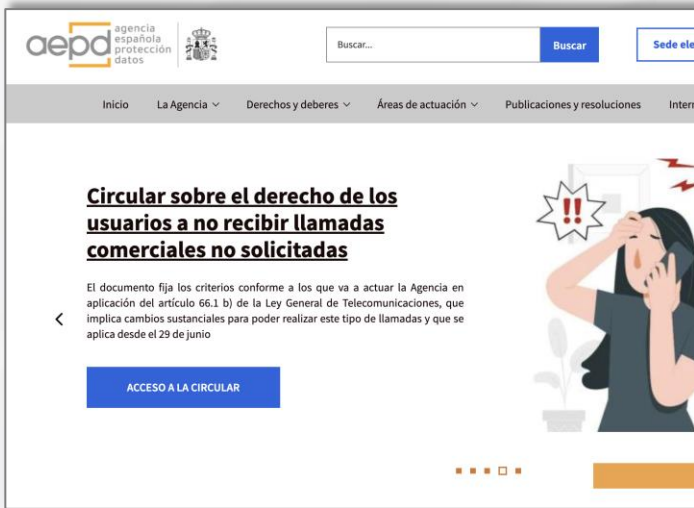 aepd
agencia
española
protección
datos
Buscar...
Buscar
Sede ele
Inicio
La Agencia
Derechos y deberes
Áreas de actuación
Publicaciones y resoluciones
Intern
Circular sobre el derecho de los
usuarios a no recibir llamadas
comerciales no solicitadas
!!
El documento fija los criterios conforme a los que va a actuar la Agencia en
aplicación del artículo 66.1 b) de la Ley General de Telecomunicaciones, que
implica cambios sustanciales para poder realizar este tipo de llamadas y que se
aplica desde el 29 de junio
ACCESO A LA CIRCULAR